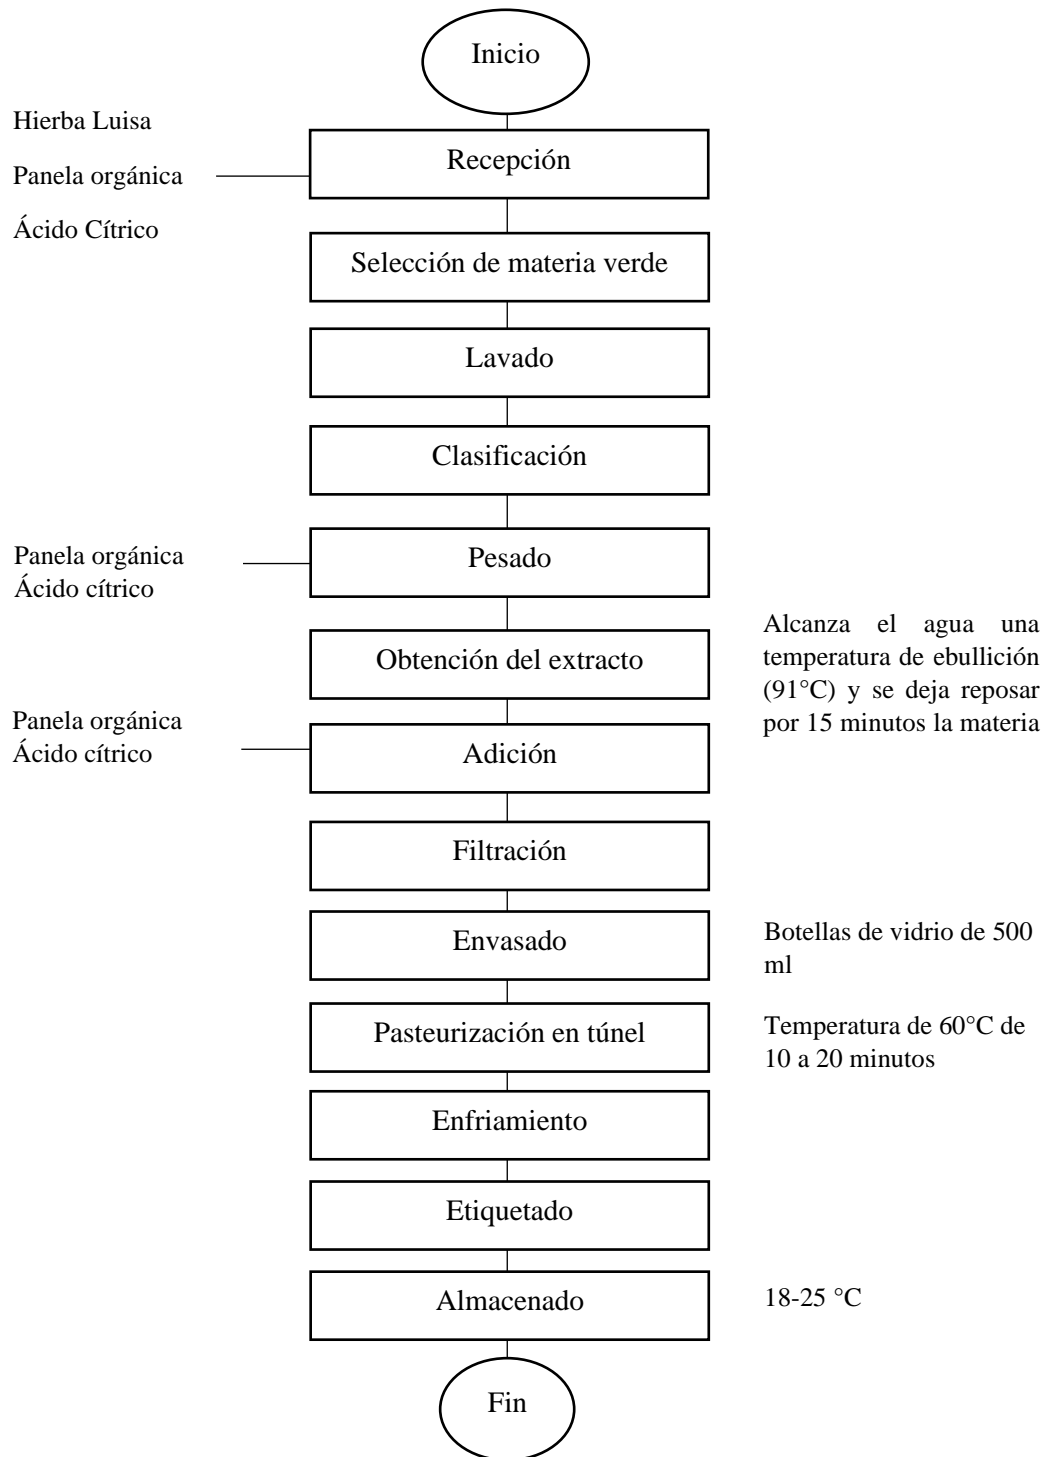 Inicio
Hierba Luisa
Panela orgánica
Ácido Cítrico
Recepción
Selección de materia verde
Lavado
Clasificación
Panela orgánica
Ácido cítrico
Pesado
Obtención del extracto
Alcanza el agua una
temperatura de ebullición
(91°C) y se deja reposar
por 15 minutos la materia
Panela orgánica
Ácido cítrico
Adición
Filtración
Envasado
Botellas de vidrio de 500
ml
Pasteurización en túnel
Temperatura de 60°C de
10 a 20 minutos
Enfriamiento
Etiquetado
Almacenado
18-25 °C
Fin